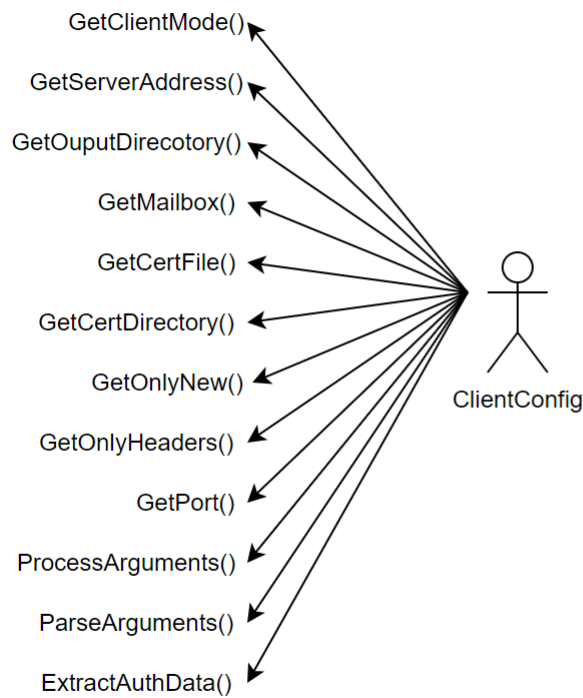 GetClientMode()
GetServerAddress()
GetOuputDirecotory()
GetMailbox()
GetCertFile()
GetCertDirectory()
GetOnlyNew()
GetOnlyHeaders()
GetPort()
ProcessArguments()
ParseArguments()
ExtractAuthData()
ClientConfig